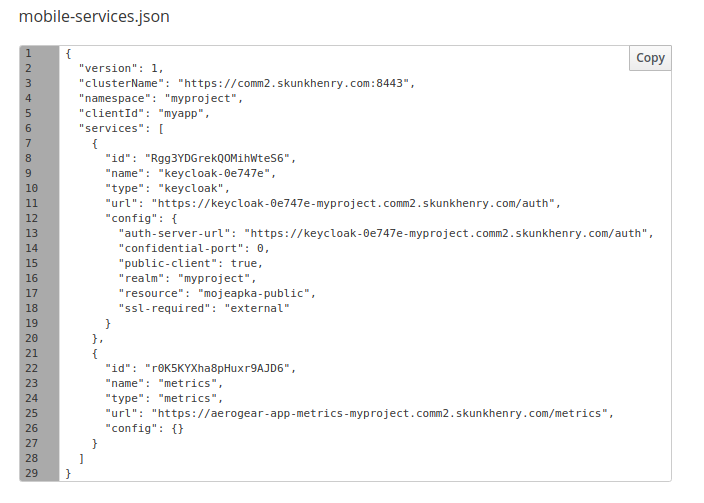 mobile-services.json
Copy
1 {
2 "version": 1,
3 "clusterName": "https://comm2.skunkhenry.com:8443",
4 "namespace": "myproject",
5 "clientId": "myapp",
6 "services": [
7 {
8 "id": "Rgg3YDGrekQOMihWteS6",
9 "name": "keycloak-0e747e",
10 "type": "keycloak",
11 "url": "https://keycloak-0e747e-myproject.comm2.skunkhenry.com/auth",
12 "config": {
13 "auth-server-url": "https://keycloak-0e747e-myproject.comm2.skunkhenry.com/auth",
14 "confidential-port": 0,
15 "public-client": true,
16 "realm": "myproject",
17 "resource": "mojeapka-public",
18 "ssl-required": "external"
19 }
20 },
21 {
22 "id": "r0K5KYXha8pHuxr9AJD6",
23 "name": "metrics",
24 "type": "metrics",
25 "url": "https://aerogear-app-metrics-myproject.comm2.skunkhenry.com/metrics",
26 "config": {}
27 }
28 ]
29 }